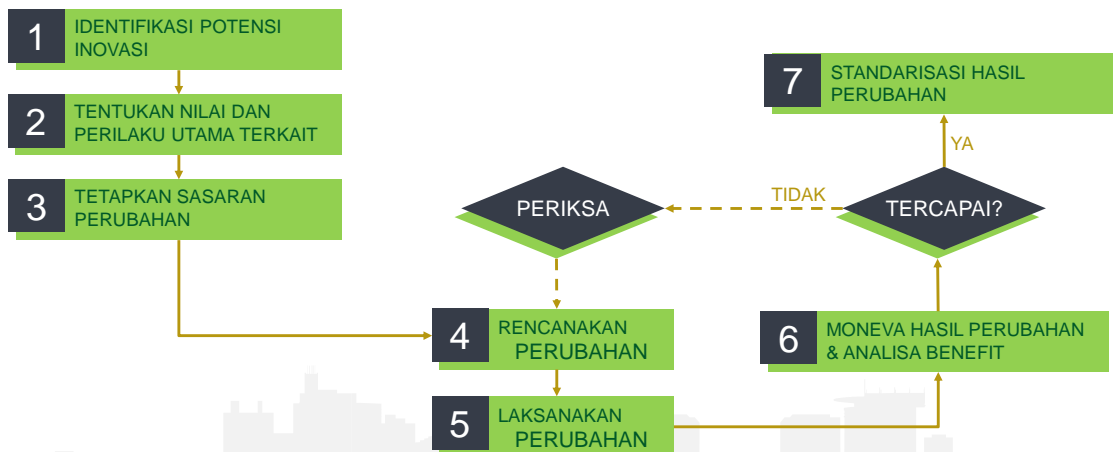 1
IDENTIFIKASI POTENSI
INOVASI
2
TENTUKAN NILAI DAN
PERILAKU UTAMA TERKAIT
3
TETAPKAN SASARAN
PERUBAHAN
4
RENCANAKAN
PERUBAHAN
5
LAKSANAKAN
PERUBAHAN
6
MONEVA HASIL PERUBAHAN
& ANALISA BENEFIT
TERCAPAI?
TIDAK
PERIKSA
YA
7
STANDARISASI HASIL
PERUBAHAN